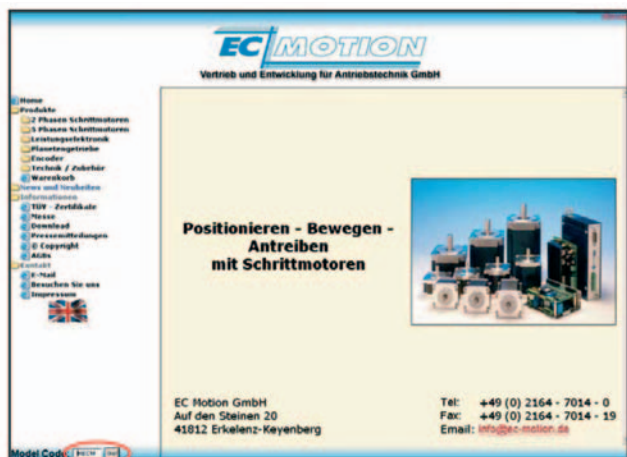 EC MOTION
Vertrieb und Entwicklung für Antriebstechnik GmbH
Home
Produkte
2 Phasen Schrittmotoren
5 Phasen Schrittmotoren
Leistungselektronik
Planetengetriebe
Encoder
Technik / Zubehör
Warenkorb
News und Neuheiten
Informationen
TÜV - Zertifikate
Messe
Download
Pressemitteilungen
© Copyright
AGBs
Kontakt
E-Mail
Besuchen Sie uns
Impressum
Positionieren - Bewegen -
Antreiben
mit Schrittmotoren
EC Motion GmbH
Auf den Steinen 20
41812 Erkelenz-Keyenberg
Tel: +49 (0) 2164 - 7014 - 0
Fax: +49 (0) 2164 - 7014 - 19
Email: info@ec-motion.de
Model Code: